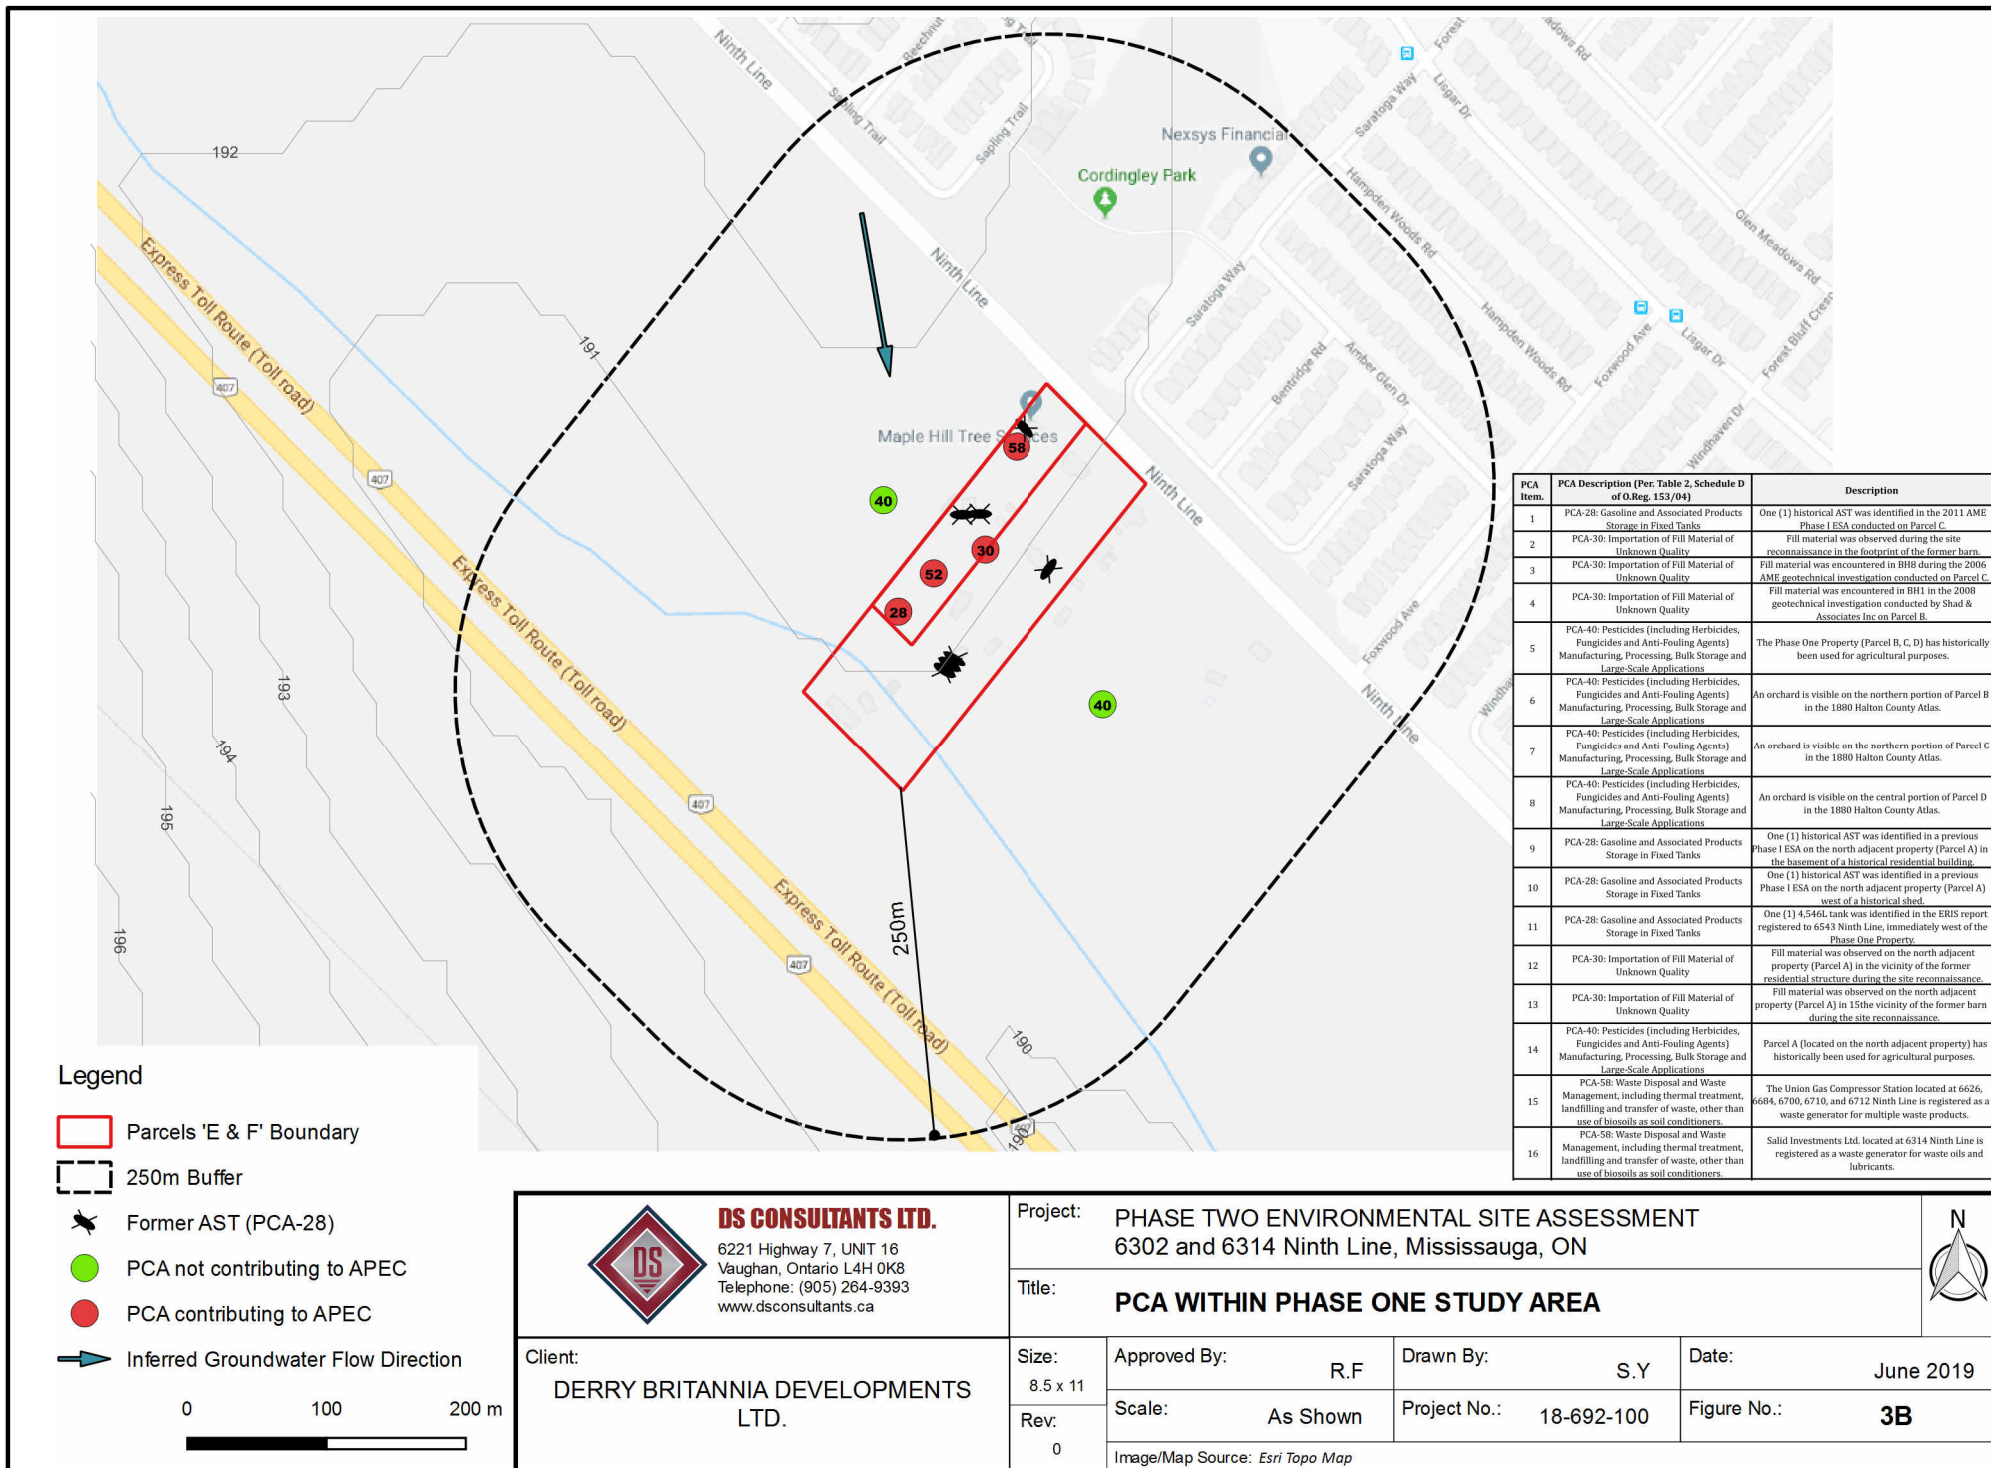 Ninth Line
Beechnut
ng Trail
Sapling Trail
Sapling Trail
Nexsys Financial
Cordingley Park
Saratoga Way
Forest
adows Rd
Lisgar Dr
Hampden Woods Rd
Glen Meadows Rd
192
Express Toll Route (Toll road)
407
191
Ninth Line
Saratoga Way
Hampden Woods Rd
Bentridge Rd
Amber Glen Dr
Foxwood Ave
Lisgar Dr
Forest Bluff Cresc
Maple Hill Tree S ces
58
Saratoga Way
Windhaven Dr
407
40
Ninth Line
30
52
28
Express Toll Route (Toll road)
Foxwood Ave
193
194
40
Ninth Line
Windha
195
407
196
Express Toll Route (Toll road)
250m
407
190
407
190
PCA Item.
PCA Description (Per. Table 2, Schedule D of O.Reg. 153/04)
Description
1
PCA-28: Gasoline and Associated Products
Storage in Fixed Tanks
One (1) historical AST was identified in the 2011 AME
Phase I ESA conducted on Parcel C.
2
PCA-30: Importation of Fill Material of
Unknown Quality
Fill material was observed during the site
reconnaissance in the footprint of the former barn.
3
PCA-30: Importation of Fill Material of
Unknown Quality
Fill material was encountered in BH8 during the 2006
AME geotechnical investigation conducted on Parcel C.
4
PCA-30: Importation of Fill Material of
Unknown Quality
Fill material was encountered in BH1 in the 2008
geotechnical investigation conducted by Shad &
Associates Inc on Parcel B.
5
PCA-40: Pesticides (including Herbicides,
Fungicides and Anti-Fouling Agents)
Manufacturing, Processing, Bulk Storage and
Large-Scale Applications
The Phase One Property (Parcel B, C, D) has historically
been used for agricultural purposes.
6
PCA-40: Pesticides (including Herbicides,
Fungicides and Anti-Fouling Agents)
Manufacturing, Processing, Bulk Storage and
Large-Scale Applications
An orchard is visible on the northern portion of Parcel B
in the 1880 Halton County Atlas.
7
PCA-40: Pesticides (including Herbicides,
Fungicides and Anti-Fouling Agents)
Manufacturing, Processing, Bulk Storage and
Large-Scale Applications
An orchard is visible on the northern portion of Parcel C
in the 1880 Halton County Atlas.
8
PCA-40: Pesticides (including Herbicides,
Fungicides and Anti-Fouling Agents)
Manufacturing, Processing, Bulk Storage and
Large-Scale Applications
An orchard is visible on the central portion of Parcel D
in the 1880 Halton County Atlas.
9
PCA-28: Gasoline and Associated Products
Storage in Fixed Tanks
One (1) historical AST was identified in a previous
Phase I ESA on the north adjacent property (Parcel A) in
the basement of a historical residential building.
10
PCA-28: Gasoline and Associated Products
Storage in Fixed Tanks
One (1) historical AST was identified in a previous
Phase I ESA on the north adjacent property (Parcel A)
west of a historical shed.
11
PCA-28: Gasoline and Associated Products
Storage in Fixed Tanks
One (1) 4,546L tank was identified in the ERIS report
registered to 6543 Ninth Line, immediately west of the
Phase One Property.
12
PCA-30: Importation of Fill Material of
Unknown Quality
Fill material was observed on the north adjacent
property (Parcel A) in the vicinity of the former
residential structure during the site reconnaissance.
13
PCA-30: Importation of Fill Material of
Unknown Quality
Fill material was observed on the north adjacent
property (Parcel A) in 15the vicinity of the former barn
during the site reconnaissance.
14
PCA-40: Pesticides (including Herbicides,
Fungicides and Anti-Fouling Agents)
Manufacturing, Processing, Bulk Storage and
Large-Scale Applications
Parcel A (located on the north adjacent property) has
historically been used for agricultural purposes.
15
PCA-58: Waste Disposal and Waste
Management, including thermal treatment,
landfilling and transfer of waste, other than
use of biosoils as soil conditioners.
The Union Gas Compressor Station located at 6626,
6684, 6700, 6710, and 6712 Ninth Line is registered as a
waste generator for multiple waste products.
16
PCA-58: Waste Disposal and Waste
Management, including thermal treatment,
landfilling and transfer of waste, other than
use of biosoils as soil conditioners.
Salid Investments Ltd. located at 6314 Ninth Line is
registered as a waste generator for waste oils and
lubricants.
Legend
Parcels 'E & F' Boundary
250m Buffer
Former AST (PCA-28)
PCA not contributing to APEC
PCA contributing to APEC
Inferred Groundwater Flow Direction
0 100 200 m
DS
DS CONSULTANTS LTD.
6221 Highway 7, UNIT 16
Vaughan, Ontario L4H 0K8
Telephone: (905) 264-9393
www.dsconsultants.ca
Client:
DERRY BRITANNIA DEVELOPMENTS
LTD.
Project:
PHASE TWO ENVIRONMENTAL SITE ASSESSMENT
6302 and 6314 Ninth Line, Mississauga, ON
Title:
PCA WITHIN PHASE ONE STUDY AREA
N
Size:
8.5 x 11
Approved By: R.F
Drawn By: S.Y
Date: June 2019
Rev:
0
Scale: As Shown
Project No.: 18-692-100
Figure No.: 3B
Image/Map Source: Esri Topo Map